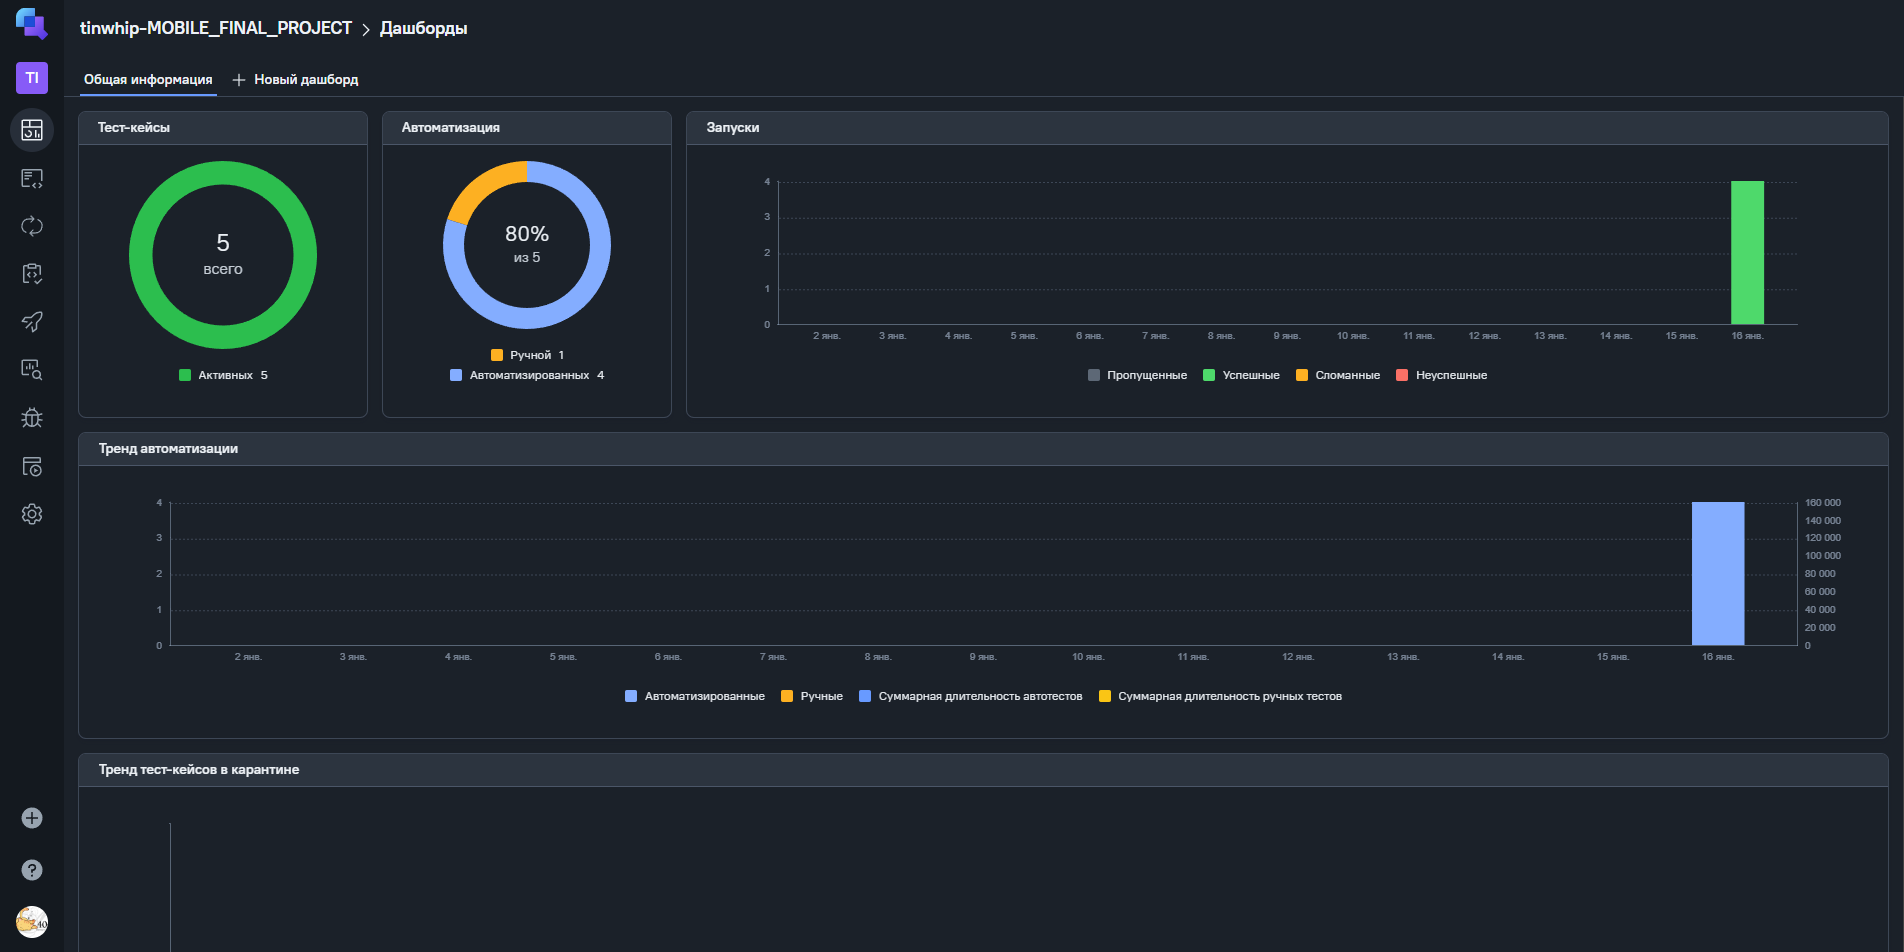 tinwhip-MOBILE_FINAL_PROJECT > Дашборды
TI
Общая информация + Новый дашборд
Тест-кейсы
5
всего
Активных 5
Автоматизация
80%
из 5
Ручной 1
Автоматизированных 4
Запуски
4
3
2
1
0
2 янв. 3 янв. 4 янв. 5 янв. 6 янв. 7 янв. 8 янв. 9 янв. 10 янв. 11 янв. 12 янв. 13 янв. 14 янв. 15 янв. 16 янв.
Пропущенные Успешные Сломанные Неуспешные
Тренд автоматизации
4
3
2
1
0
160 000
140 000
120 000
100 000
80 000
60 000
40 000
20 000
0
2 янв. 3 янв. 4 янв. 5 янв. 6 янв. 7 янв. 8 янв. 9 янв. 10 янв. 11 янв. 12 янв. 13 янв. 14 янв. 15 янв. 16 янв.
Автоматизированные Ручные Суммарная длительность автотестов Суммарная длительность ручных тестов
Тренд тест-кейсов в карантине